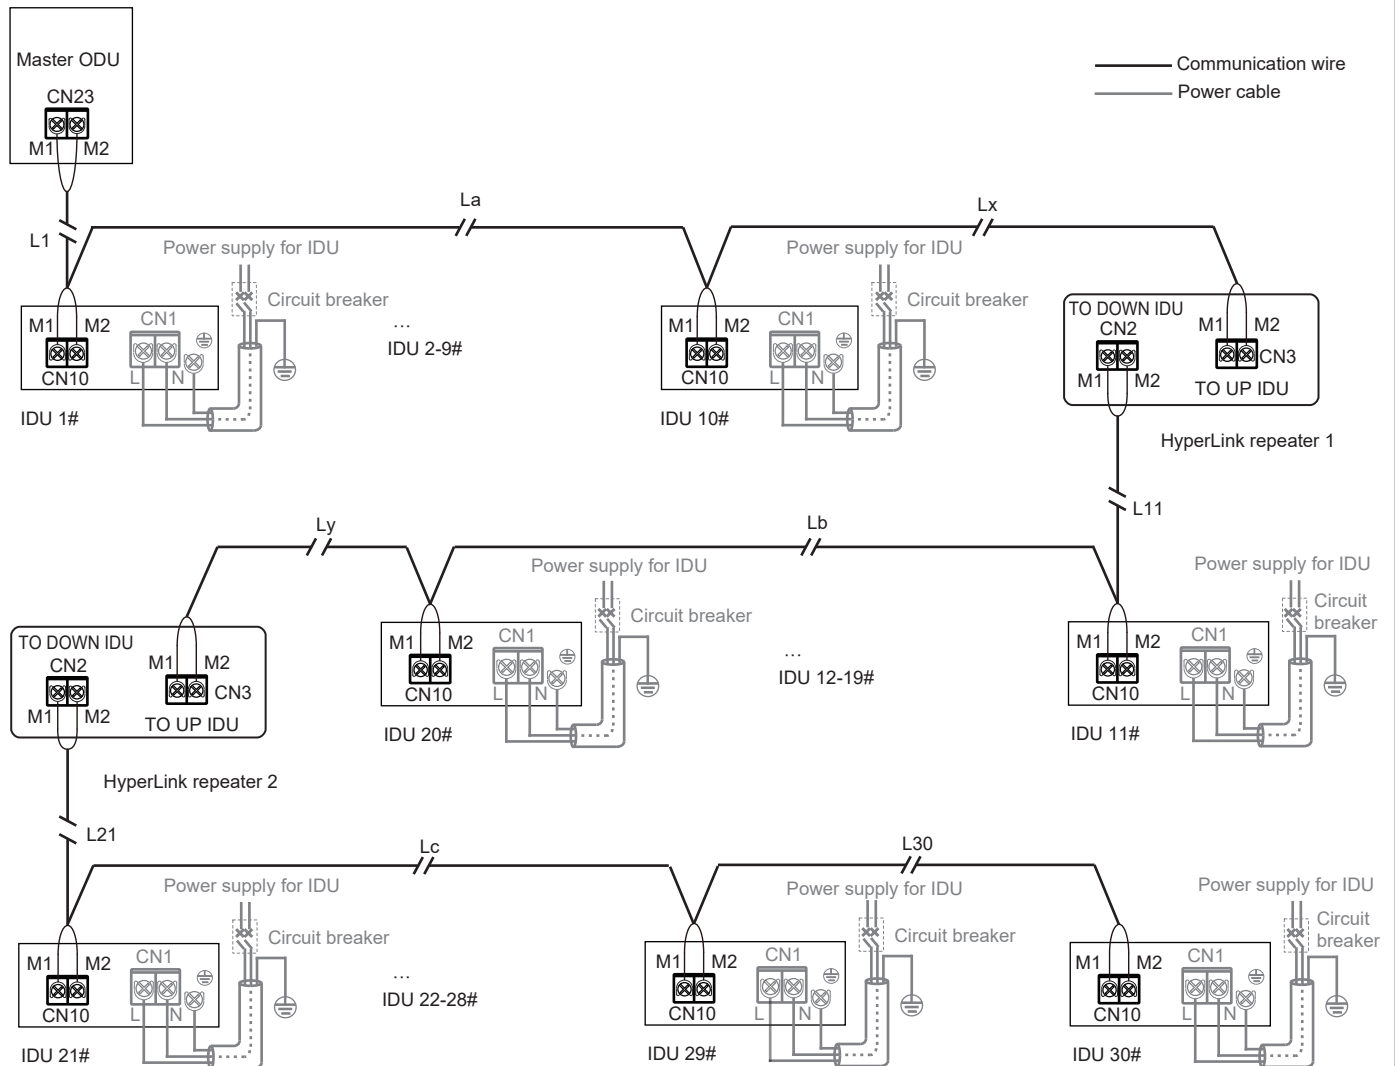 Master ODU
CN23
M1 M2
Communication wire
Power cable
L1
La
Lx
Power supply for IDU
Circuit breaker
M1 M2
CN1
CN10
L N
IDU 1#
...
IDU 2-9#
Power supply for IDU
Circuit breaker
M1 M2
CN1
CN10
L N
IDU 10#
TO DOWN IDU
CN2
M1 M2
M1 M2
CN3
TO UP IDU
HyperLink repeater 1
L11
Ly
Lb
TO DOWN IDU
CN2
M1 M2
M1 M2
CN3
TO UP IDU
HyperLink repeater 2
Power supply for IDU
Circuit breaker
M1 M2
CN1
CN10
L N
IDU 20#
...
IDU 12-19#
Power supply for IDU
Circuit
breaker
M1 M2
CN1
CN10
L N
IDU 11#
L21
Lc
L30
Power supply for IDU
Circuit breaker
M1 M2
CN1
CN10
L N
IDU 21#
...
IDU 22-28#
Power supply for IDU
Circuit breaker
M1 M2
CN1
CN10
L N
IDU 29#
Power supply for IDU
Circuit
breaker
M1 M2
CN1
CN10
L N
IDU 30#